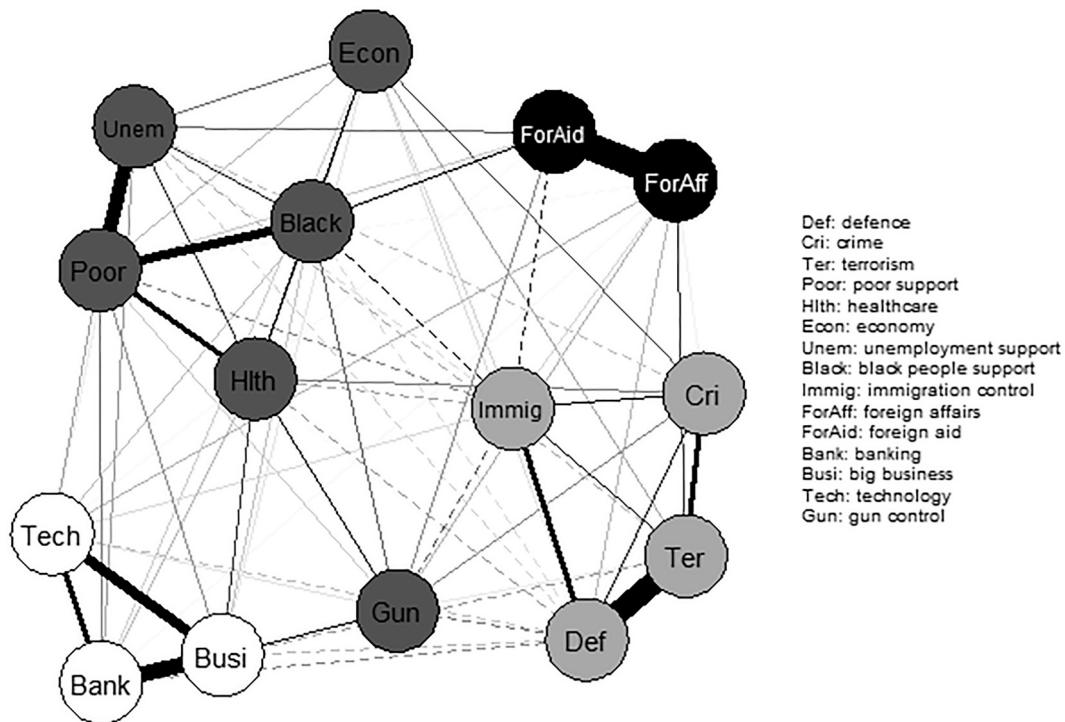 Econ
Unem
ForAid
ForAff
Black
Poor
Hlth
Immig
Cri
Tech
Ter
Gun
Def
Busi
Bank
Def: defence
Cri: crime
Ter: terrorism
Poor: poor support
Hlth: healthcare
Econ: economy
Unem: unemployment support
Black: black people support
Immig: immigration control
ForAff: foreign affairs
ForAid: foreign aid
Bank: banking
Busi: big business
Tech: technology
Gun: gun control